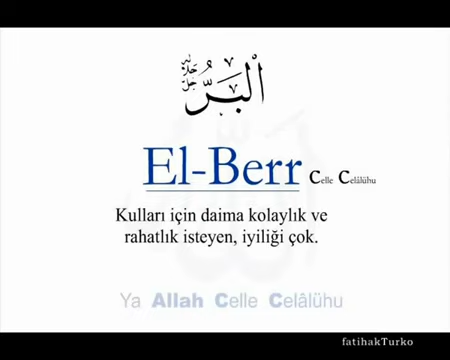 اَلْبَرُّ جل جلاله
El-Berr Celle Celâlühu
Kulları için daima kolaylık ve
rahatlık isteyen, iyiliği çok.
Ya Allah Celle Celâlühu
fatihakTurko